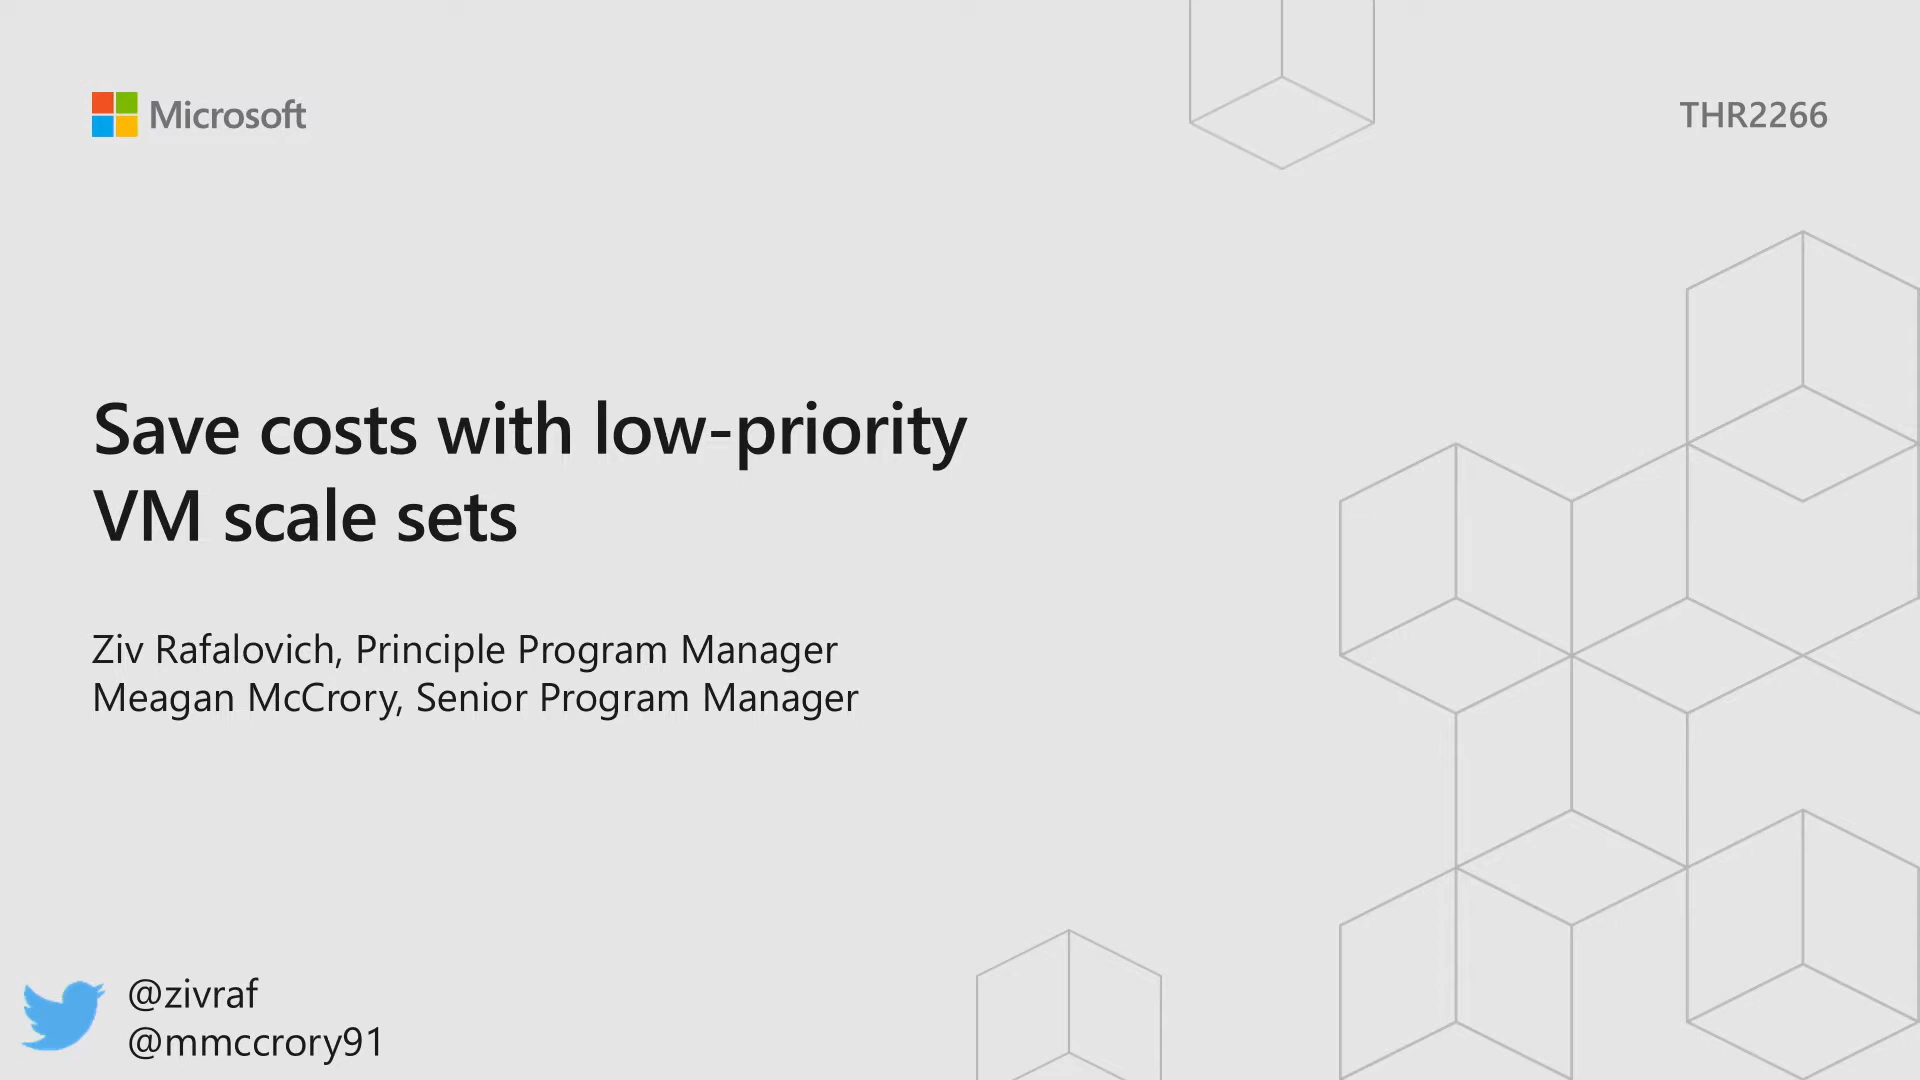 Microsoft
THR2266
Save costs with low-priority
VM scale sets
Ziv Rafalovich, Principle Program Manager
Meagan McCrory, Senior Program Manager
@zivraf
@mmccrory91